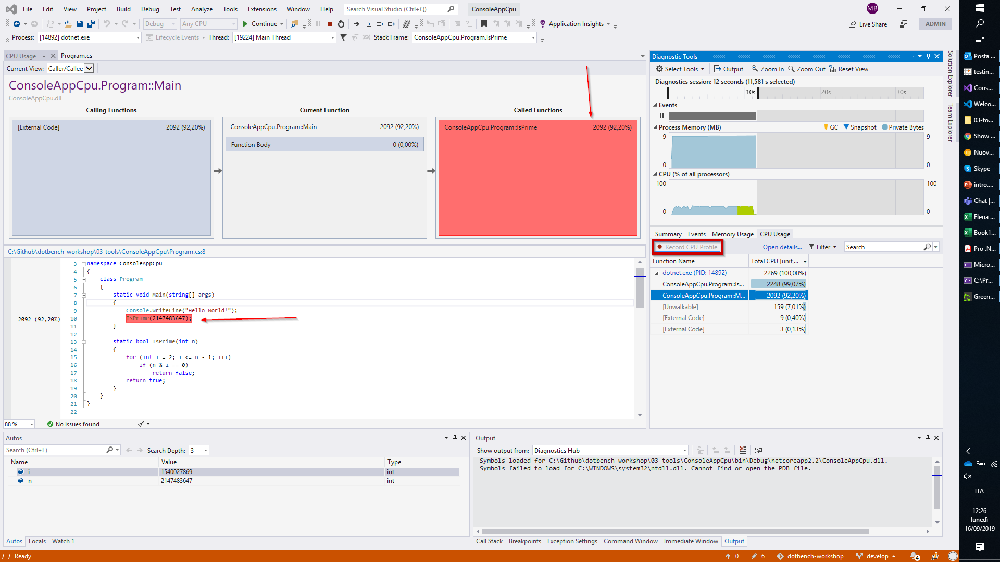 File Edit View Project Build Debug Test Analyze Tools Extensions Window Help Search Visual Studio (Ctrl+Q) ConsoleAppCpu MB
Debug Any CPU Continue Application Insights Live Share ADMIN
Process: [14892] dotnet.exe Lifecycle Events Thread: [19224] Main Thread Stack Frame: ConsoleAppCpu.Program.IsPrime
CPU Usage Program.cs
Current View: Caller/Callee
ConsoleAppCpu.Program::Main
ConsoleAppCpu.dll
Calling Functions Current Function Called Functions
[External Code] 2092 (92,20%) ConsoleAppCpu.Program::Main 2092 (92,20%) ConsoleAppCpu.Program::IsPrime 2092 (92,20%)
Function Body 0 (0,00%)
C:\Github\dotbench-workshop\03-tools\ConsoleAppCpu\Program.cs:8
3 namespace ConsoleAppCpu
4 {
5 class Program
6 {
7 static void Main(string[] args)
8 {
9 Console.WriteLine("Hello World!");
2092 (92,20%) 10 IsPrime(2147483647);
11 }
12
13 static bool IsPrime(int n)
14 {
15 for (int i = 2; i <= n - 1; i++)
16 if (n % i == 0)
17 return false;
18 return true;
19 }
20 }
21 }
22
88 % No issues found
Diagnostic Tools
Select Tools Output Zoom In Zoom Out Reset View
Diagnostics session: 12 seconds (11,581 s selected)
10s 20s 30s
Events
Process Memory (MB) GC Snapshot Private Bytes
9 9
0 0
CPU (% of all processors)
100 100
0 0
Summary Events Memory Usage CPU Usage
Record CPU Profile Open details... Filter Search
Function Name Total CPU [unit,...
dotnet.exe (PID: 14892) 2269 (100,00%)
ConsoleAppCpu.Program::Is... 2248 (99,07%)
ConsoleAppCpu.Program::M... 2092 (92,20%)
[Unwalkable] 159 (7,01%)
[External Code] 9 (0,40%)
[External Code] 3 (0,13%)
Solution Explorer
Team Explorer
Autos
Search (Ctrl+E) Search Depth: 3
Name Value Type
i 1540027869 int
n 2147483647 int
Autos Locals Watch 1
Output
Show output from: Diagnostics Hub
Symbols loaded for C:\Github\dotbench-workshop\03-tools\ConsoleAppCpu\bin\Debug\netcoreapp2.2\ConsoleAppCpu.dll.
Symbols failed to load for C:\WINDOWS\system32\ntdll.dll. Cannot find or open the PDB file.
Call Stack Breakpoints Exception Settings Command Window Immediate Window Output
Ready 0 6 dotbench-workshop develop 4
Posta ...
testin...
Cons...
Welco...
03-to...
Show ...
Nuov...
Skype
intro....
Chat |...
Elena ...
Book1...
Pro .N...
Micro...
C:\Pr...
Green...
ITA
12:26
lunedì
16/09/2019